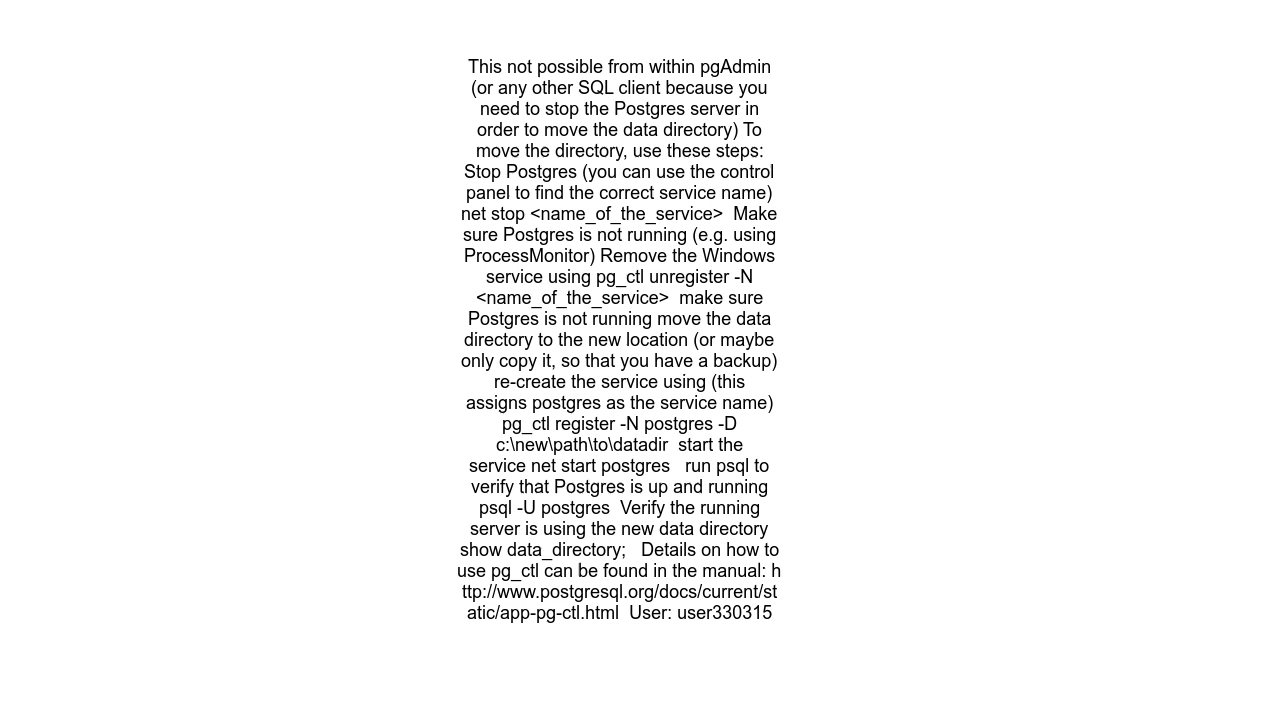 This not possible from within pgAdmin
(or any other SQL client because you
need to stop the Postgres server in
order to move the data directory) To
move the directory, use these steps:
Stop Postgres (you can use the control
panel to find the correct service name)
net stop <name_of_the_service>  Make
sure Postgres is not running (e.g. using
ProcessMonitor) Remove the Windows
service using pg_ctl unregister -N
<name_of_the_service>  make sure
Postgres is not running move the data
directory to the new location (or maybe
only copy it, so that you have a backup)
re-create the service using (this
assigns postgres as the service name)
pg_ctl register -N postgres -D
c:\new\path\to\datadir  start the
service net start postgres   run psql to
verify that Postgres is up and running
psql -U postgres  Verify the running
server is using the new data directory
show data_directory;   Details on how to
use pg_ctl can be found in the manual: h
ttp://www.postgresql.org/docs/current/st
atic/app-pg-ctl.html  User: user330315